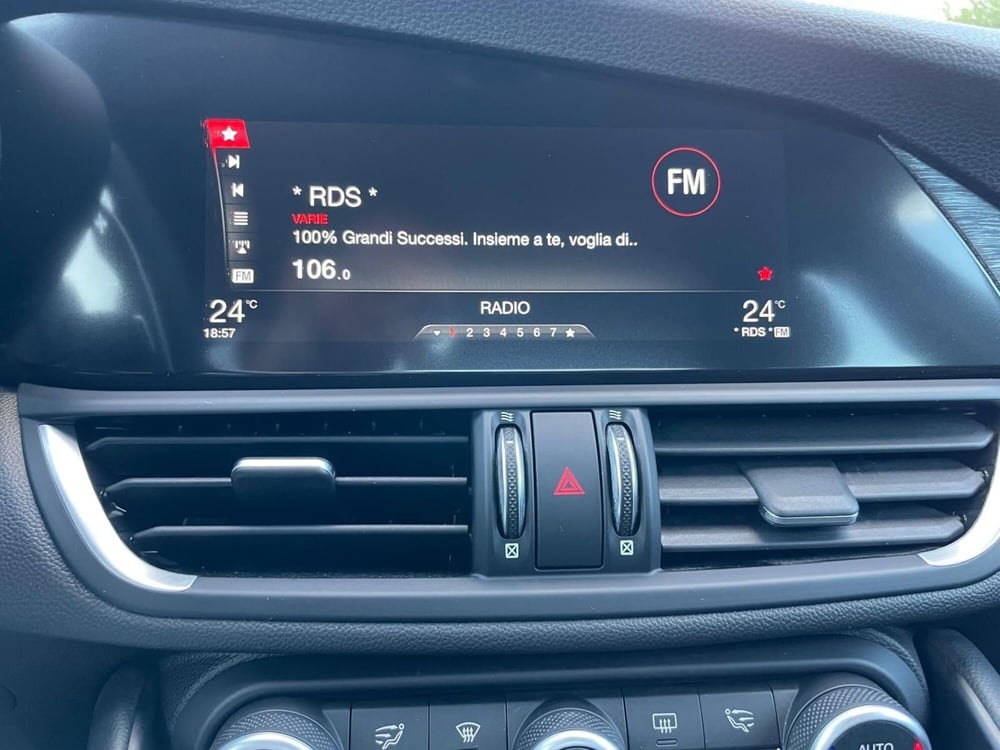 FM
* RDS *
VARIE
100% Grandi Successi. Insieme a te, voglia di..
106.0
FM
24°C
RADIO
24°C
18:57
1 2 3 4 5 6 7
* RDS * FM
AUTO